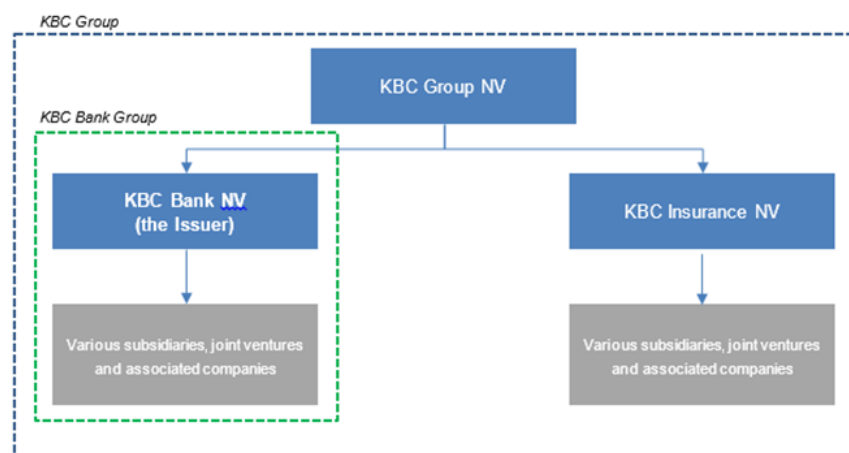 KBC Group
KBC Group NV
KBC Bank Group
KBC Bank NV
(the Issuer)
KBC Insurance NV
Various subsidiaries, joint ventures
and associated companies
Various subsidiaries, joint ventures
and associated companies